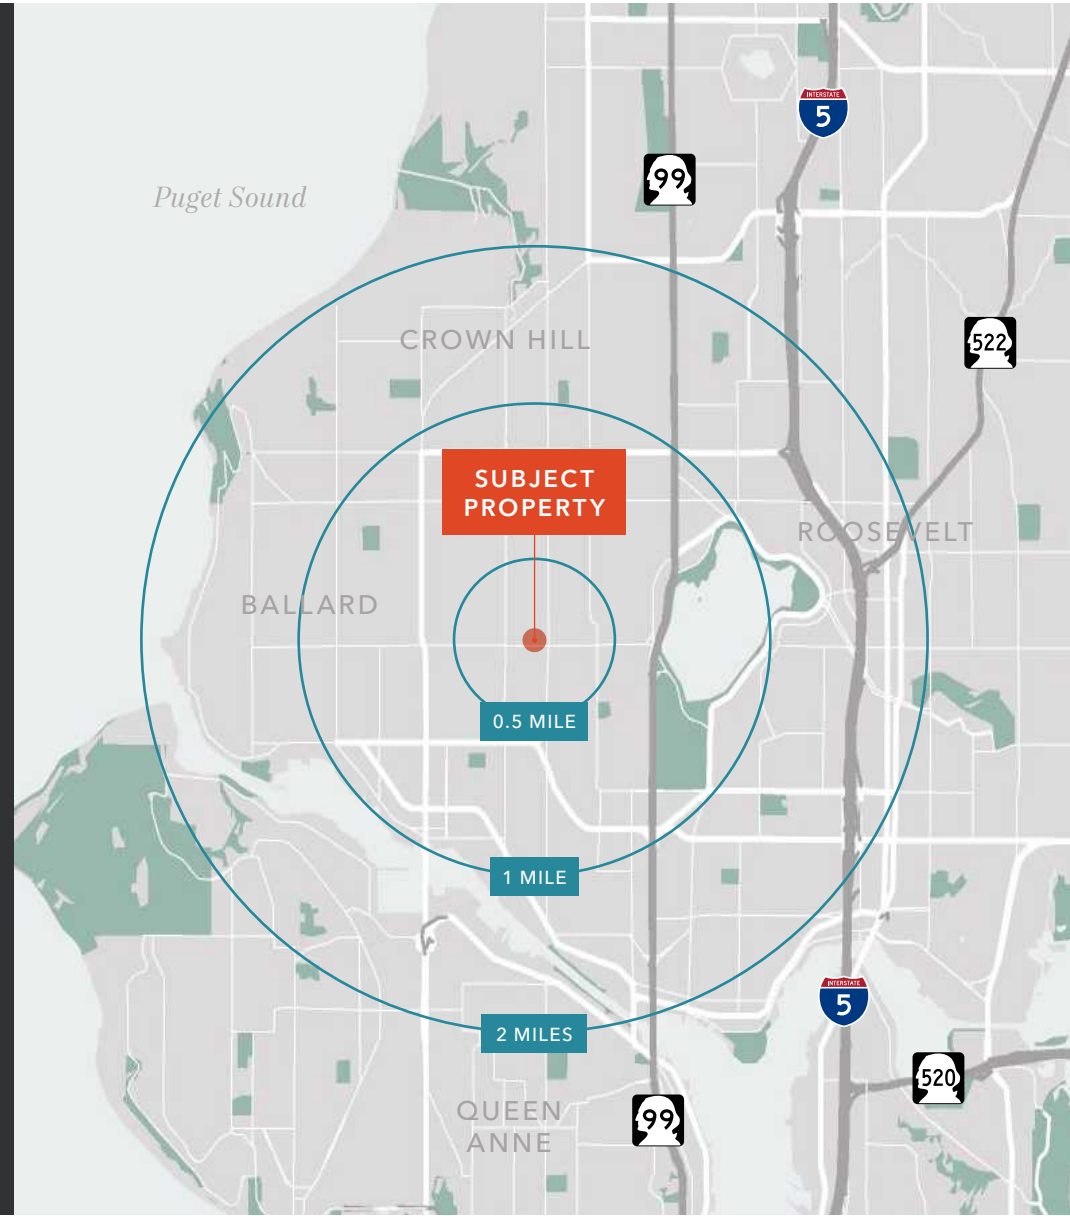 INTERSTATE
5
99
Puget Sound
522
CROWN HILL
SUBJECT
PROPERTY
ROOSEVELT
BALLARD
0.5 MILE
1 MILE
INTERSTATE
5
2 MILES
520
QUEEN
ANNE
99